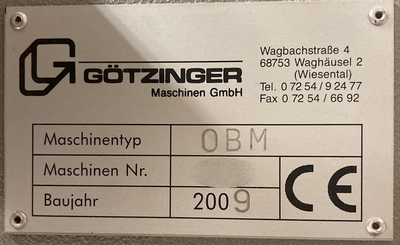 GÖTZINGER
Maschinen GmbH
Wagbachstraße 4
68753 Waghäusel 2
(Wiesental)
Tel. 0 72 54 / 9 24 77
Fax 0 72 54 / 66 92
Maschinentyp OBM
Maschinen Nr.
Baujahr 2009
CE